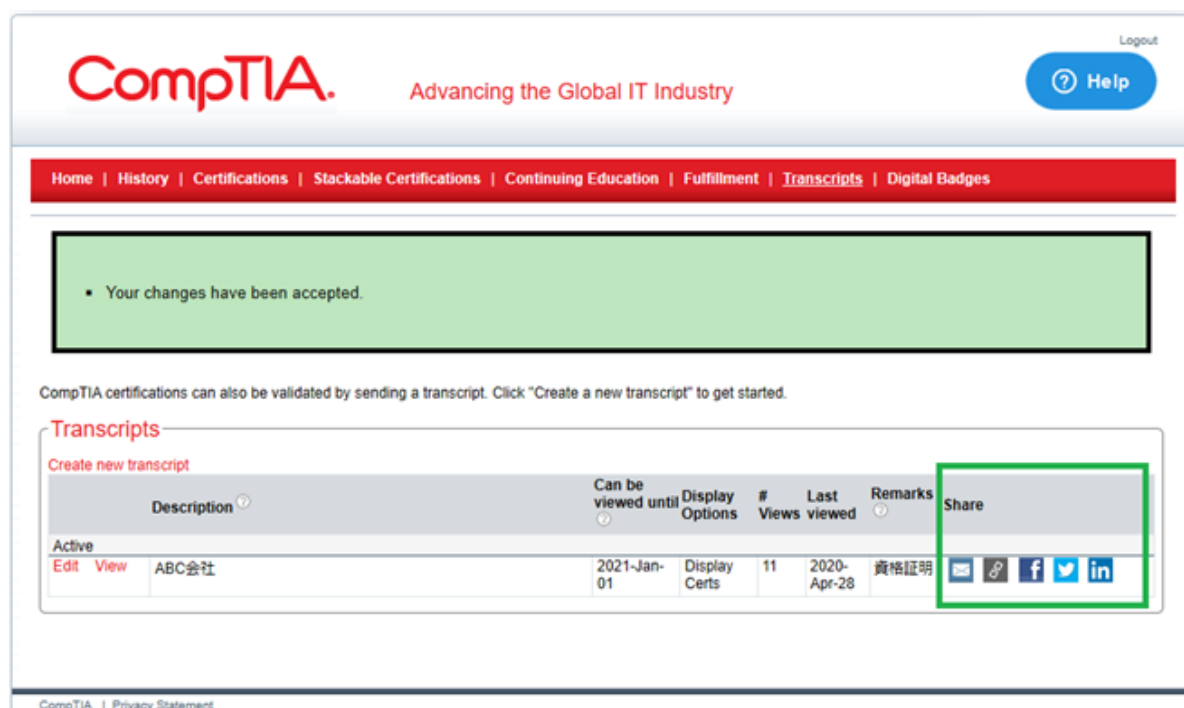 Logout
CompTIA.
Advancing the Global IT Industry
? Help
Home | History | Certifications | Stackable Certifications | Continuing Education | Fulfillment | Transcripts | Digital Badges
▪ Your changes have been accepted.
CompTIA certifications can also be validated by sending a transcript. Click "Create a new transcript" to get started.
Transcripts
Create new transcript
Description ? Can be viewed until ? Display Options # Views Last viewed Remarks ? Share
Active
Edit View ABC会社 2021-Jan-01 Display Certs 11 2020-Apr-28 資格証明 f in
CompTIA. | Privacy Statement